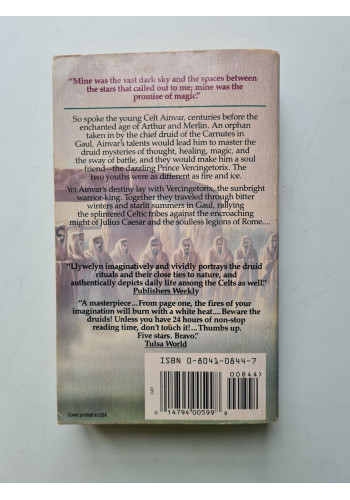 "Mine was the vast dark sky and the spaces between
the stars that called out to me; mine was the
promise of magic."
So spoke the young Celt Ainvar, centuries before the
enchanted age of Arthur and Merlin. An orphan
taken in by the chief druid of the Carnutes in
Gaul, Ainvar's talents would lead him to master the
druid mysteries of thought, healing, magic, and
the sway of battle, and they would make him a soul
friend—the dazzling Prince Vercingetorix. The
two youths were as different as fire and ice.
Yet Ainvar's destiny lay with Vercingetorix, the sunbright
warrior-king. Together they traveled through bitter
winters and starlit summers in Gaul, rallying
the splintered Celtic tribes against the encroaching
might of Julius Caesar and the soulless legions of Rome....
"Llywelyn imaginatively and vividly portrays the druid
rituals and their close ties to nature, and
authentically depicts daily life among the Celts as well."
Publishers Weekly
"A masterpiece...From page one, the fires of your
imagination will burn with a white heat....Beware the
druids! Unless you have 24 hours of non-stop
reading time, don't touch it!...Thumbs up.
Five stars. Bravo."
Tulsa World
ISBN 0-8041-0844-7
00844>
0 14794 00599
Cover printed in USA